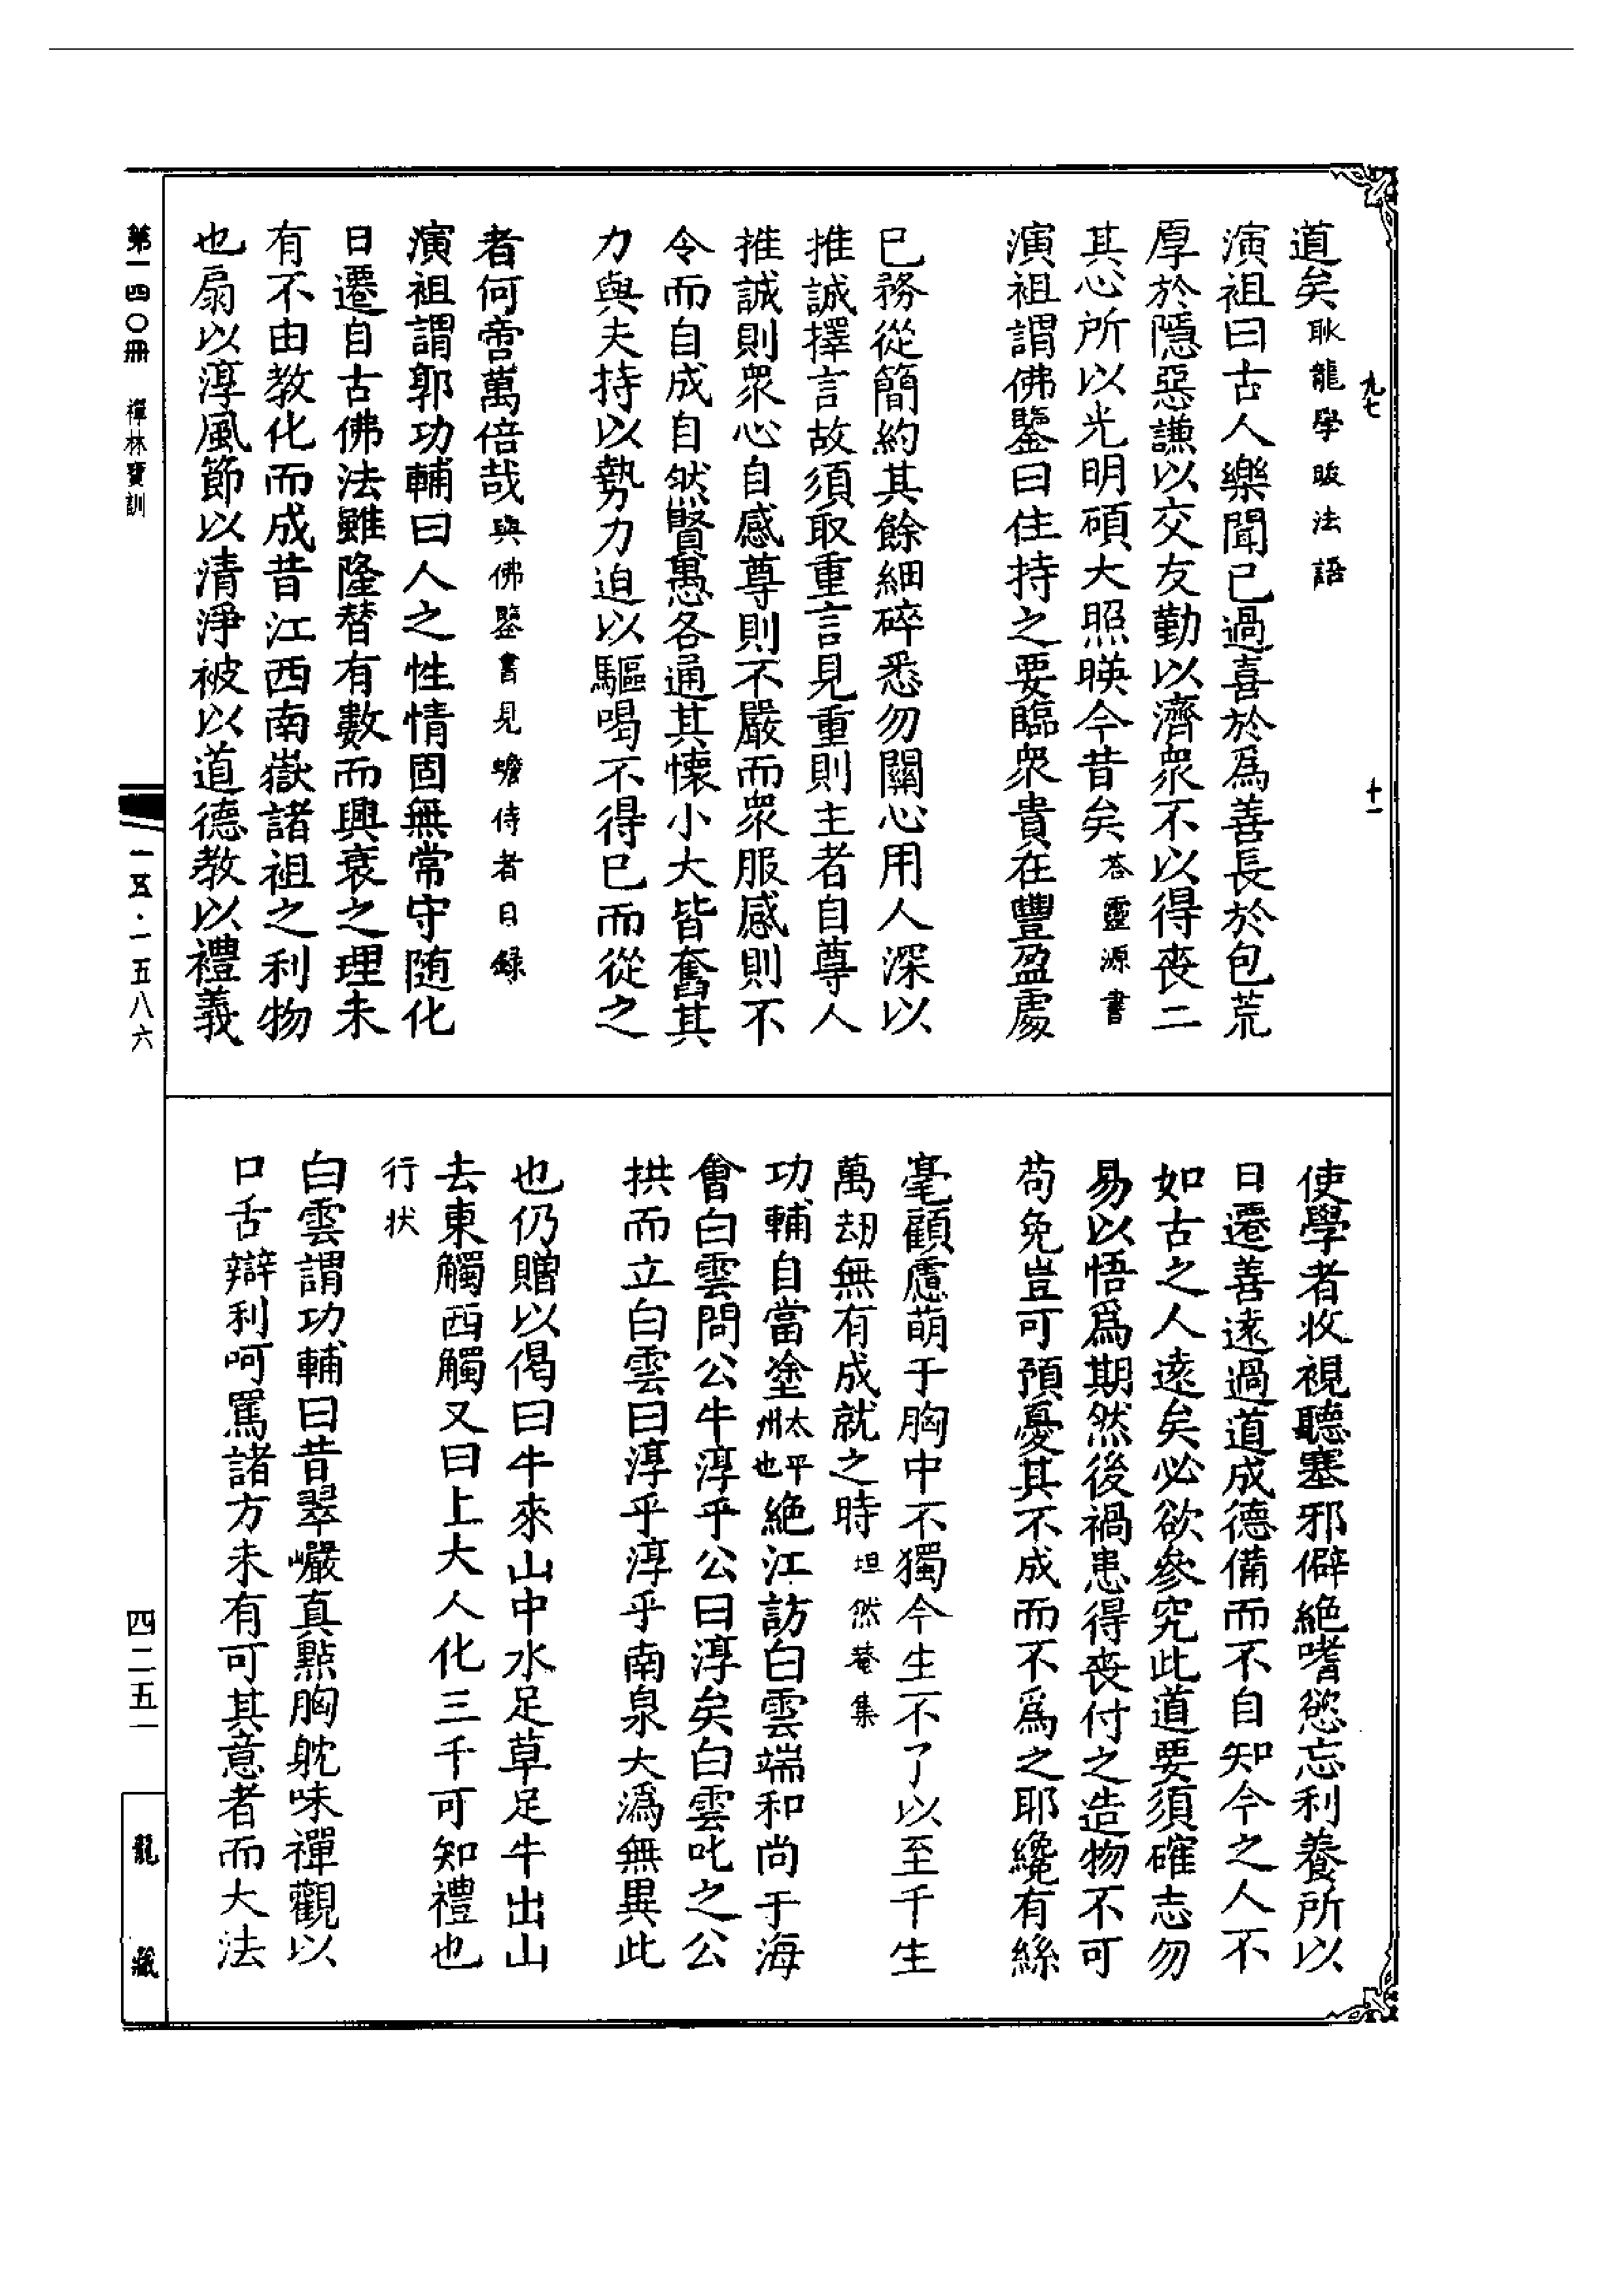 九七
十一
道矣耿龍學跋法語
演祖曰古人樂聞己過喜於爲善長於包荒
厚於隱惡謙以交友勤以濟衆不以得喪二
其心所以光明碩大照暎今昔矣荅靈源書
演祖謂佛鑒曰住持之要臨衆貴在豐盈處
已務從簡約其餘細碎悉勿關心用人深以
推誠擇言故須取重言見重則主者自尊人
推誠則衆心自感尊則不嚴而衆服感則不
令而自成自然賢愚各通其懷小大皆奮其
力與夫持以勢力迫以驅喝不得已而從之
者何啻萬倍哉與佛鑒書見蟾侍者日録
演祖謂郭功輔曰人之性情固無常守随化
日遷自古佛法雖隆替有數而興衰之理未
有不由教化而成昔江西南嶽諸祖之利物
也扇以淳風節以清淨被以道德教以禮義
使學者收視聽塞邪僻絶嗜慾忘利養所以
日遷善遠過道成德備而不自知今之人不
如古之人遠矣必欲參究此道要須確志勿
易以悟爲期然後禍患得喪付之造物不可
苟免豈可預憂其不成而不爲之耶纔有絲
毫顧慮萌于胸中不獨今生不了以至千生
萬劫無有成就之時坦然菴集
功輔自當塗太平州也絶江訪白雲端和尚于海
會白雲問公牛淳乎公曰淳矣白雲叱之公
拱而立白雲曰淳乎淳乎南泉大潙無異此
也仍贈以偈曰牛來山中水足草足牛出山
去東觸西觸又曰上大人化三千可知禮也
行状
白雲謂功輔曰昔翠巖真點胸躭味禪觀以
口舌辯利呵罵諸方未有可其意者而大法
第一四〇冊　禪林寶訓
一五·一五八六
四二五一
龍藏